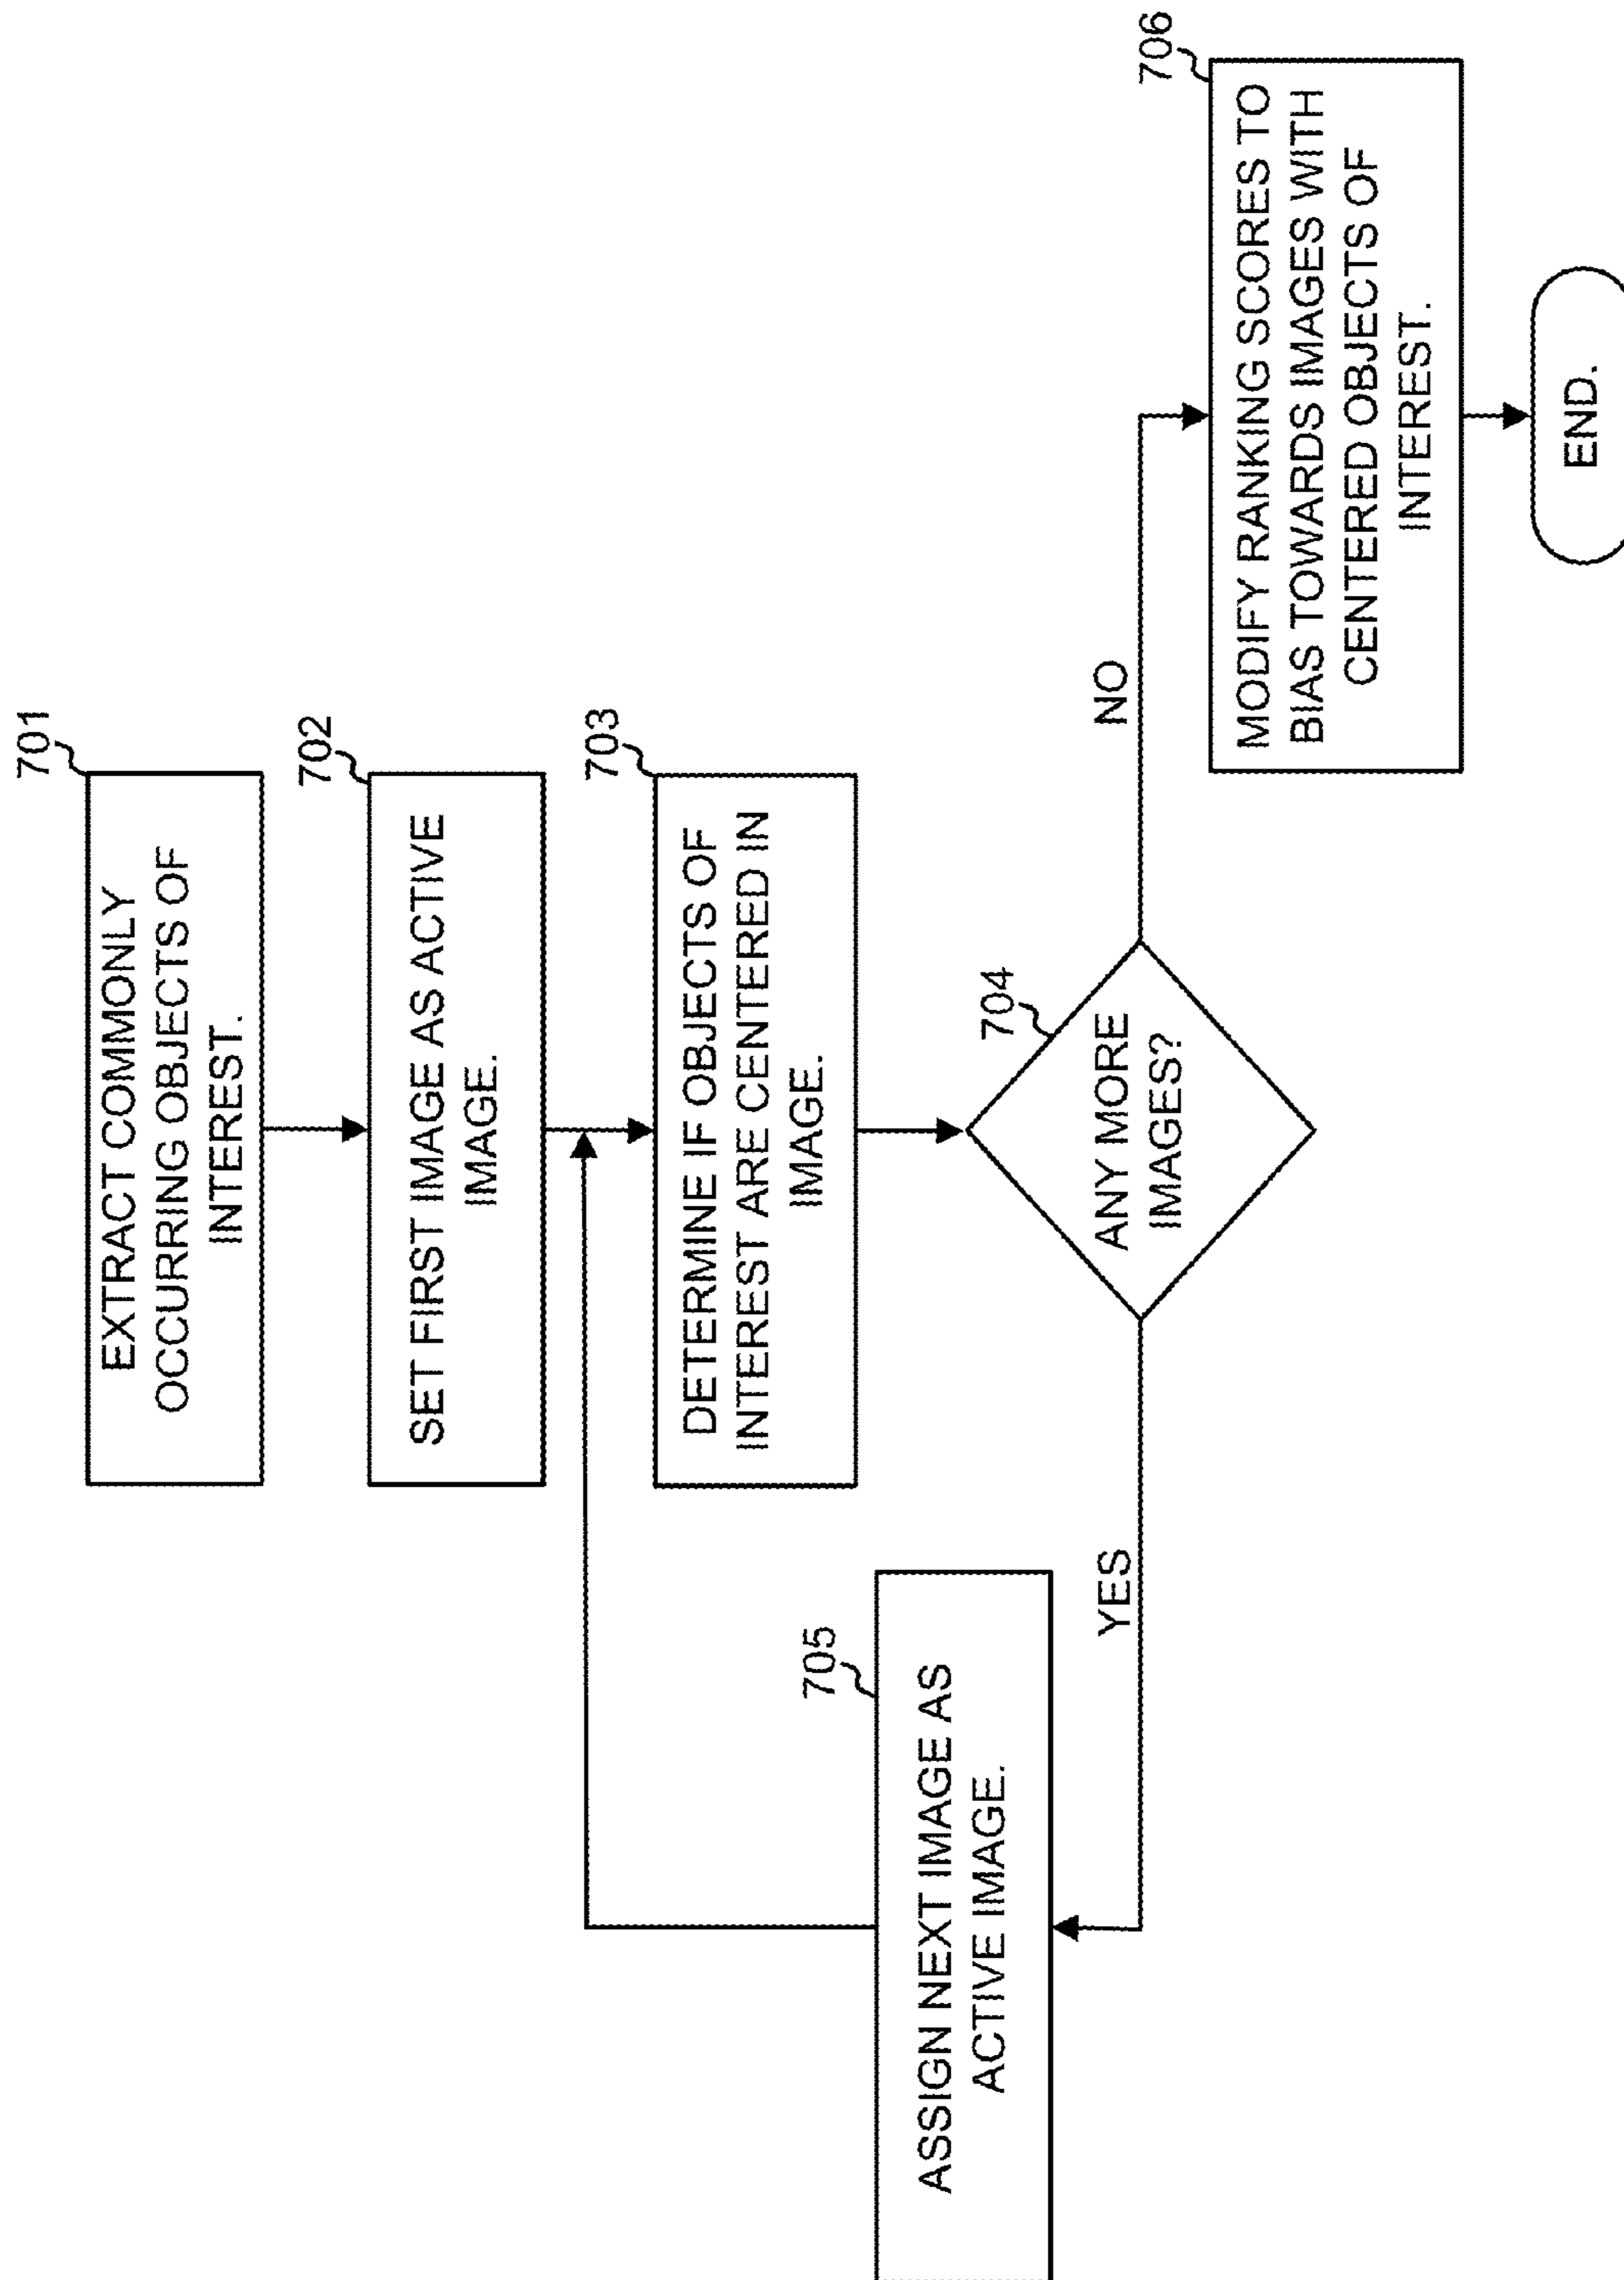 701
EXTRACT COMMONLY
OCCURRING OBJECTS OF
INTEREST.
702
SET FIRST IMAGE AS ACTIVE
IMAGE.
703
DETERMINE IF OBJECTS OF
INTEREST ARE CENTERED IN
IMAGE.
704
ANY MORE
IMAGES?
YES
NO
705
ASSIGN NEXT IMAGE AS
ACTIVE IMAGE.
706
MODIFY RANKING SCORES TO
BIAS TOWARDS IMAGES WITH
CENTERED OBJECTS OF
INTEREST.
END.